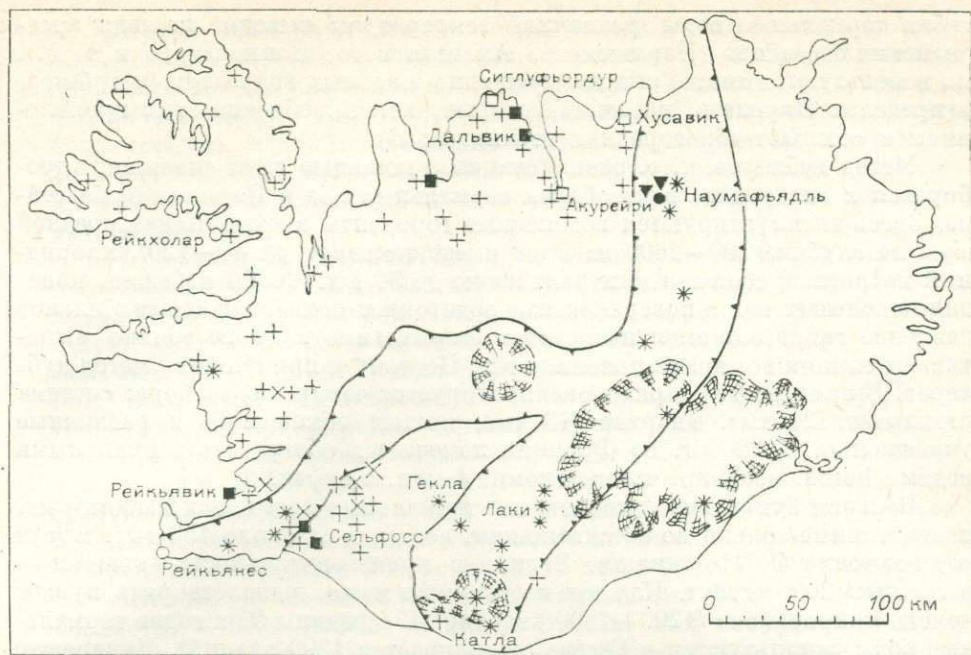 Сиглуфьордур
Хусавик
Дальвик
Акурейри
Наумафьядль
Рейкхолар
Рейкьявик
Гекла
Лаки
Сельфосс
Рейкьянес
Катла
0 50 100 км